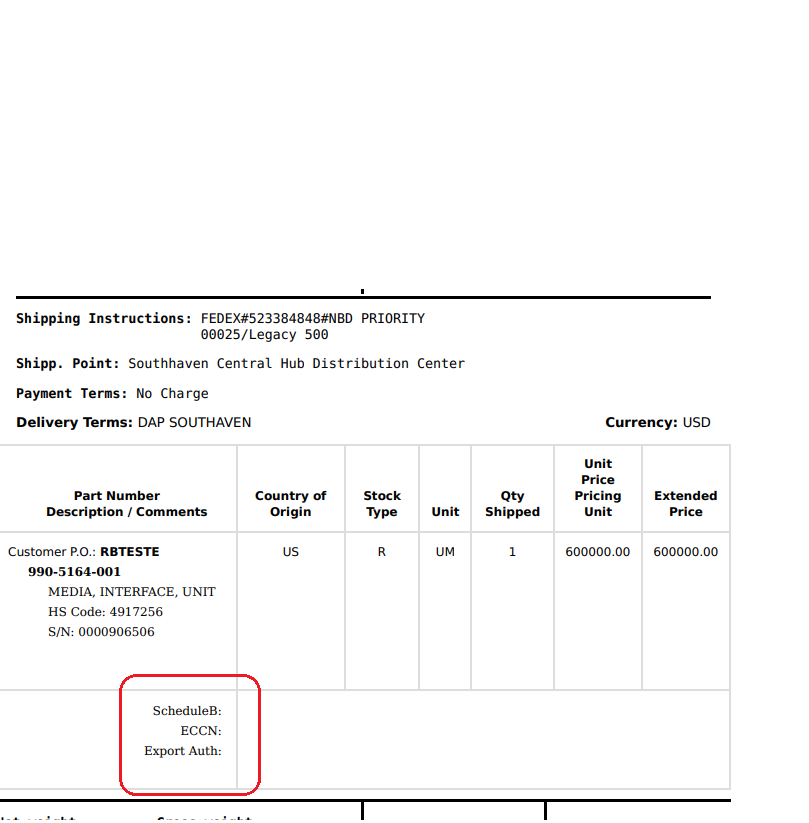 Shipping Instructions: FEDEX#523384848#NBD PRIORITY
00025/Legacy 500
Shipp. Point: Southhaven Central Hub Distribution Center
Payment Terms: No Charge
Delivery Terms: DAP SOUTHAVEN
Currency: USD
Part Number
Description / Comments
Country of
Origin
Stock
Type
Unit
Qty
Shipped
Unit
Price
Pricing
Unit
Extended
Price
Customer P.O.: RBTESTE
990-5164-001
MEDIA, INTERFACE, UNIT
HS Code: 4917256
S/N: 0000906506
US
R
UM
1
600000.00
600000.00
ScheduleB:
ECCN:
Export Auth: